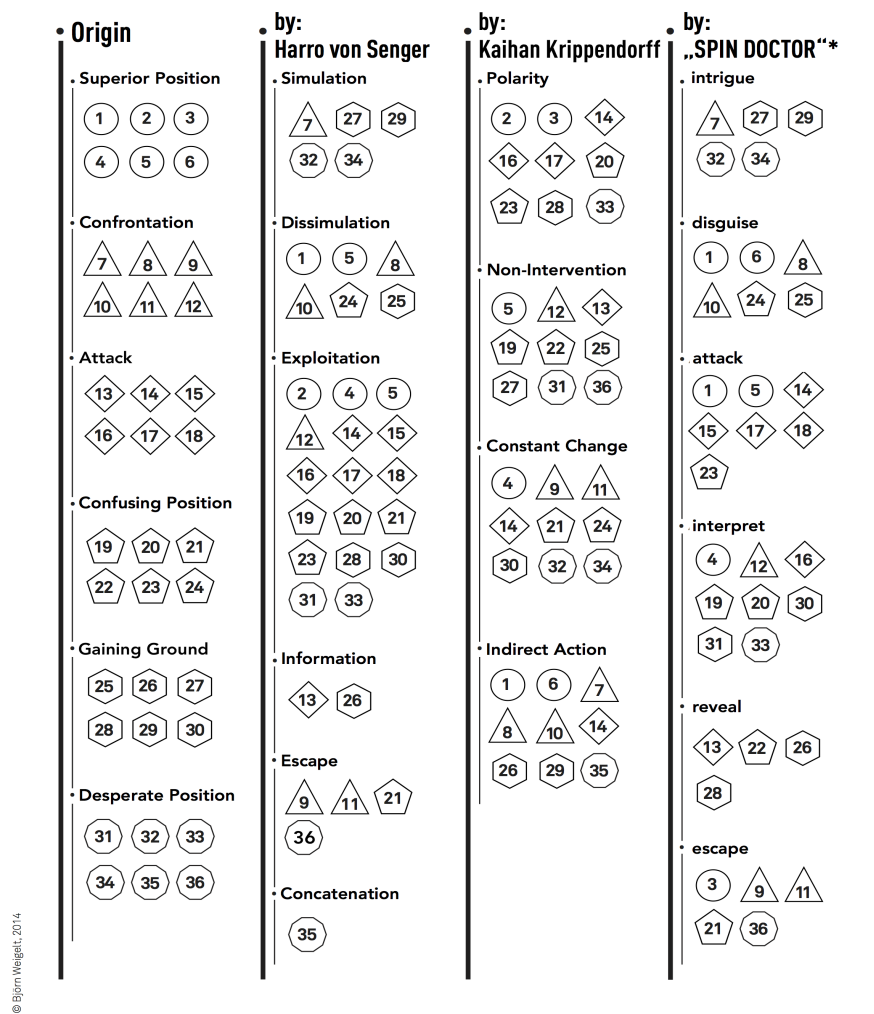 Origin
Superior Position
1 2 3
4 5 6
Confrontation
7 8 9
10 11 12
Attack
13 14 15
16 17 18
Confusing Position
19 20 21
22 23 24
Gaining Ground
25 26 27
28 29 30
Desperate Position
31 32 33
34 35 36
by:
Harro von Senger
Simulation
7 27 29
32 34
Dissimulation
1 5 8
10 24 25
Exploitation
2 4 5
12 14 15
16 17 18
19 20 21
23 28 30
31 33
Information
13 26
Escape
9 11 21
36
Concatenation
35
by:
Kaihan Krippendorff
Polarity
2 3 14
16 17 20
23 28 33
Non-Intervention
5 12 13
19 22 25
27 31 36
Constant Change
4 9 11
14 21 24
30 32 34
Indirect Action
1 6 7
8 10 14
26 29 35
by:
„SPIN DOCTOR“*
intrigue
7 27 29
32 34
disguise
1 6 8
10 24 25
attack
1 5 14
15 17 18
23
interpret
4 12 16
19 20 30
31 33
reveal
13 22 26
28
escape
3 9 11
21 36
© Björn Weigelt, 2014